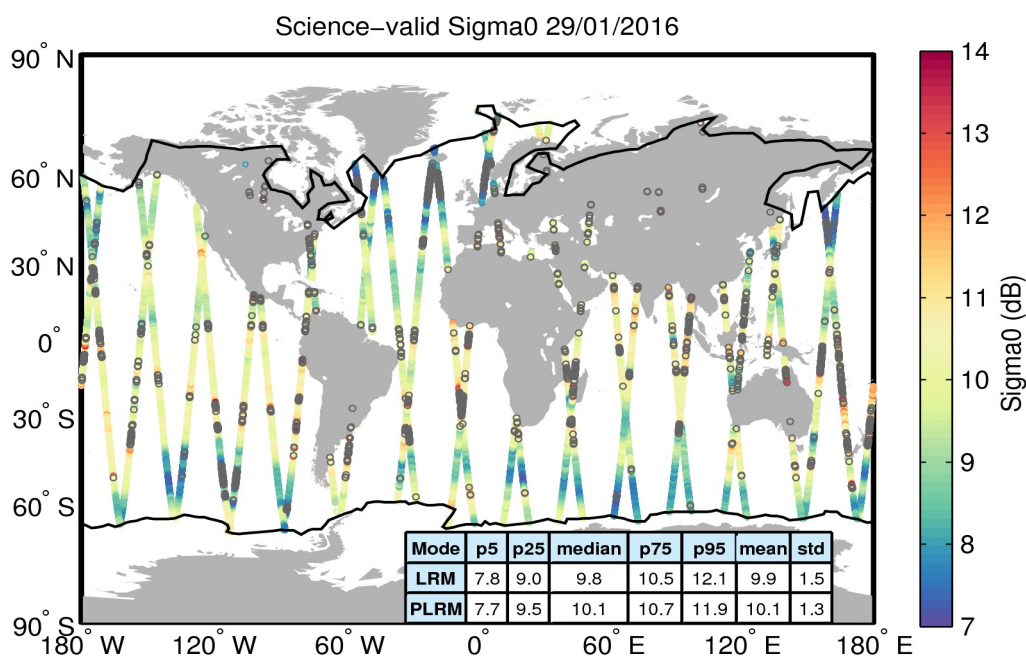 Science−valid Sigma0 29/01/2016
90° N
60° N
30° N
0°
30° S
60° S
90° S
180° W
120° W
60° W
0°
60° E
120° E
180° E
Mode p5 p25 median p75 p95 mean std
LRM 7.8 9.0 9.8 10.5 12.1 9.9 1.5
PLRM 7.7 9.5 10.1 10.7 11.9 10.1 1.3
14
13
12
11
10
9
8
7
Sigma0 (dB)